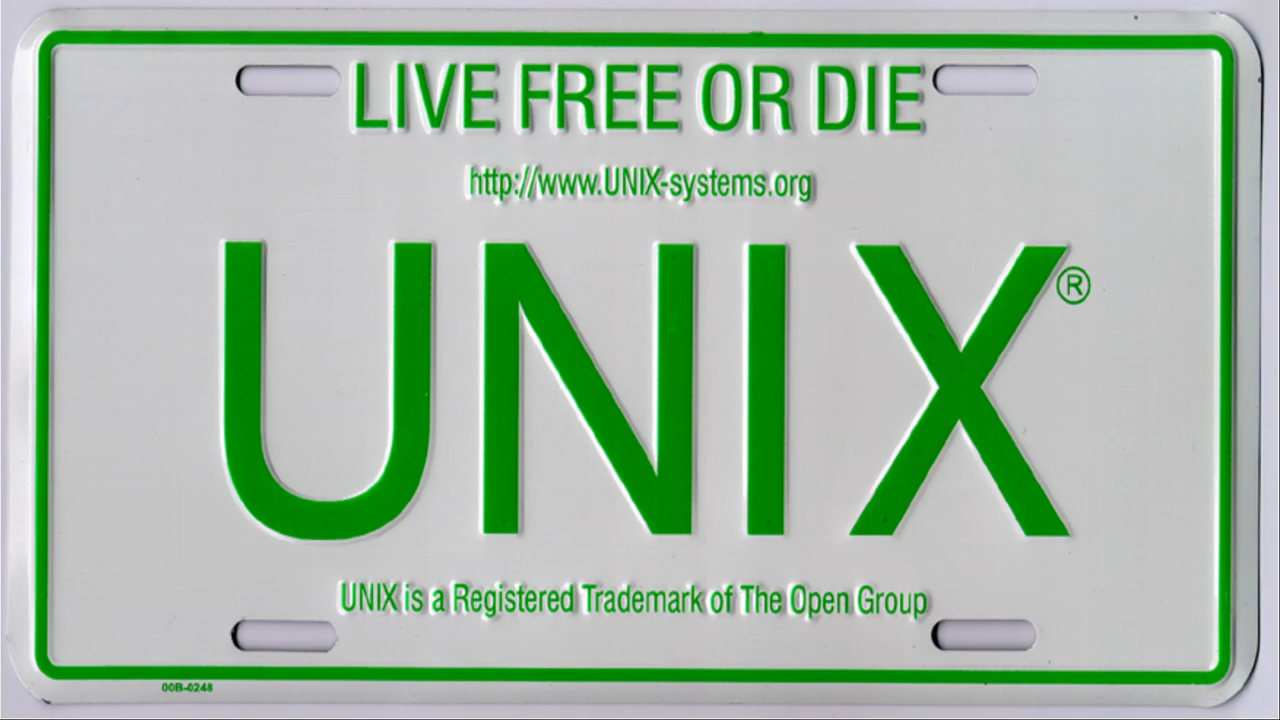 LIVE FREE OR DIE
http://www.UNIX-systems.org
UNIX®
UNIX is a Registered Trademark of The Open Group
00B-0248